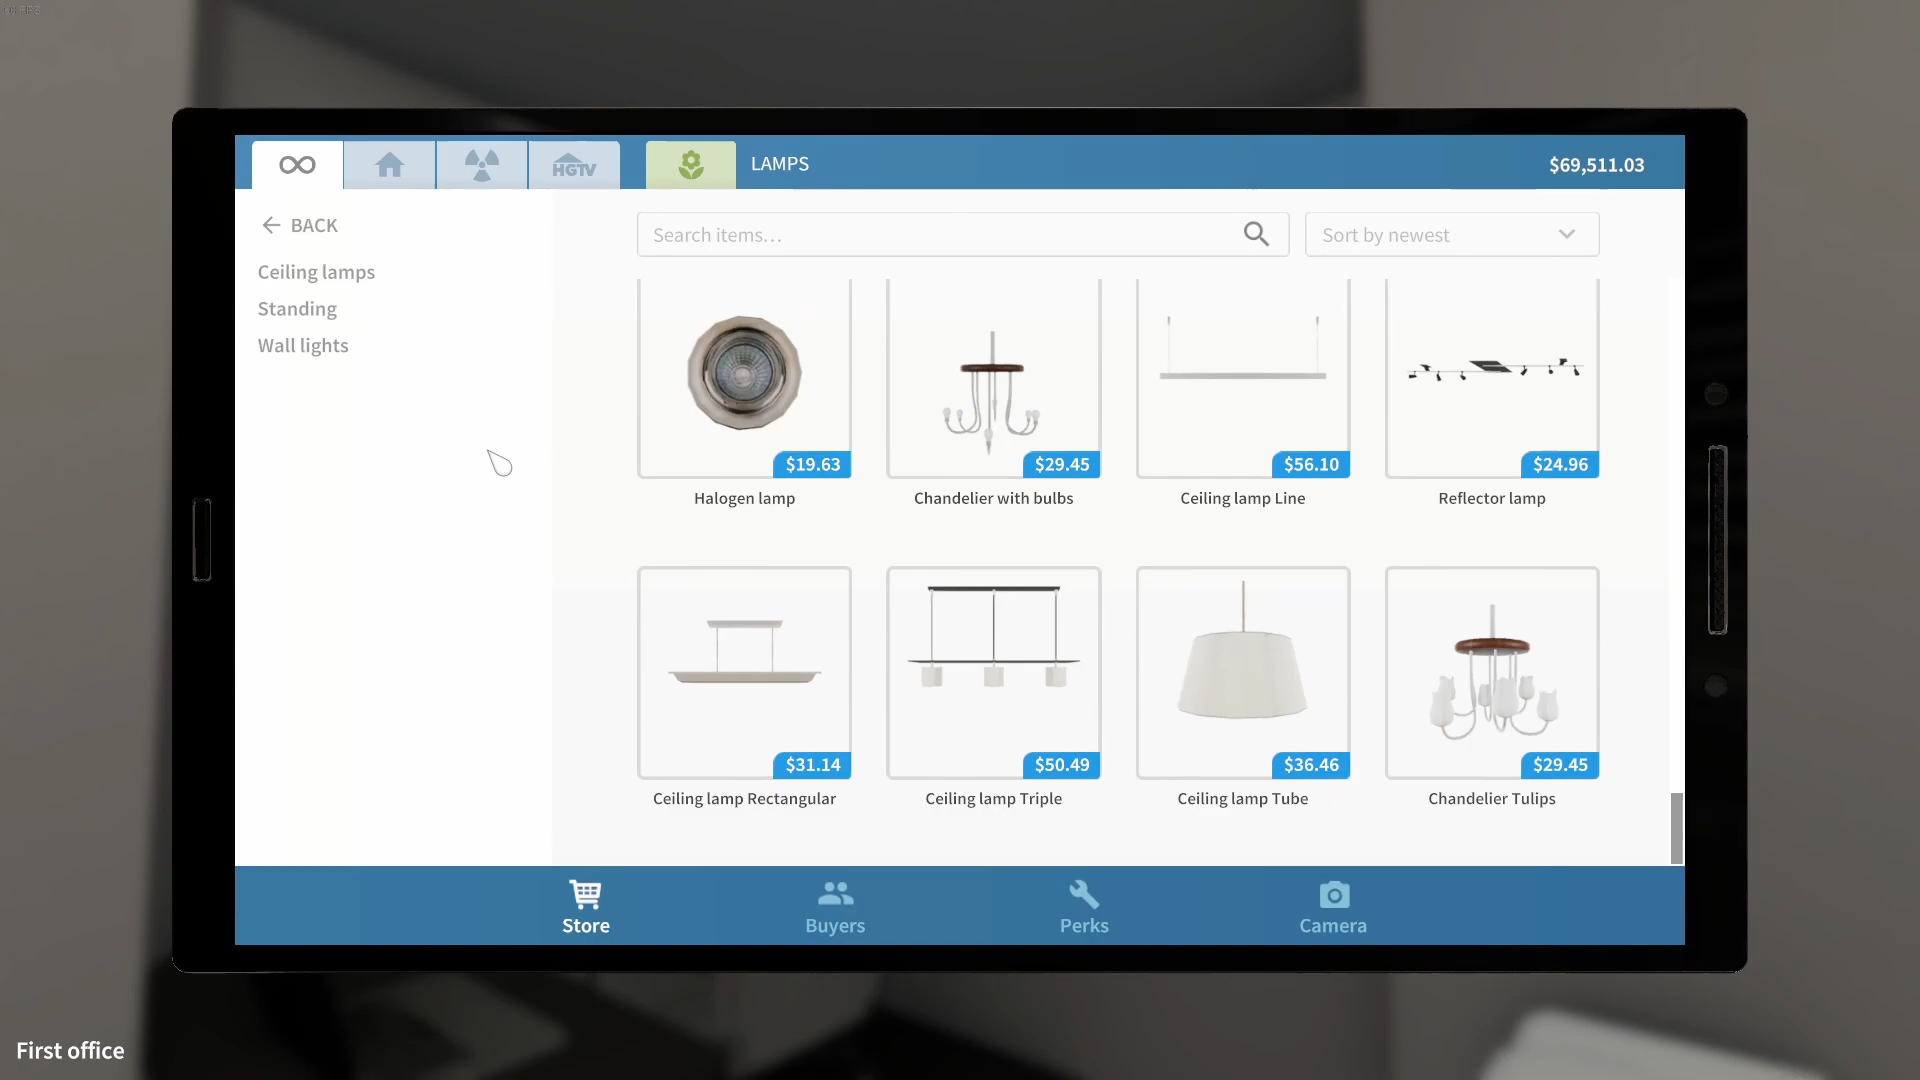 HGTV
LAMPS
$69,511.03
BACK
Search items...
Sort by newest
Ceiling lamps
Standing
Wall lights
$19.63
$29.45
$56.10
$24.96
Halogen lamp
Chandelier with bulbs
Ceiling lamp Line
Reflector lamp
$31.14
$50.49
$36.46
$29.45
Ceiling lamp Rectangular
Ceiling lamp Triple
Ceiling lamp Tube
Chandelier Tulips
Store
Buyers
Perks
Camera
First office